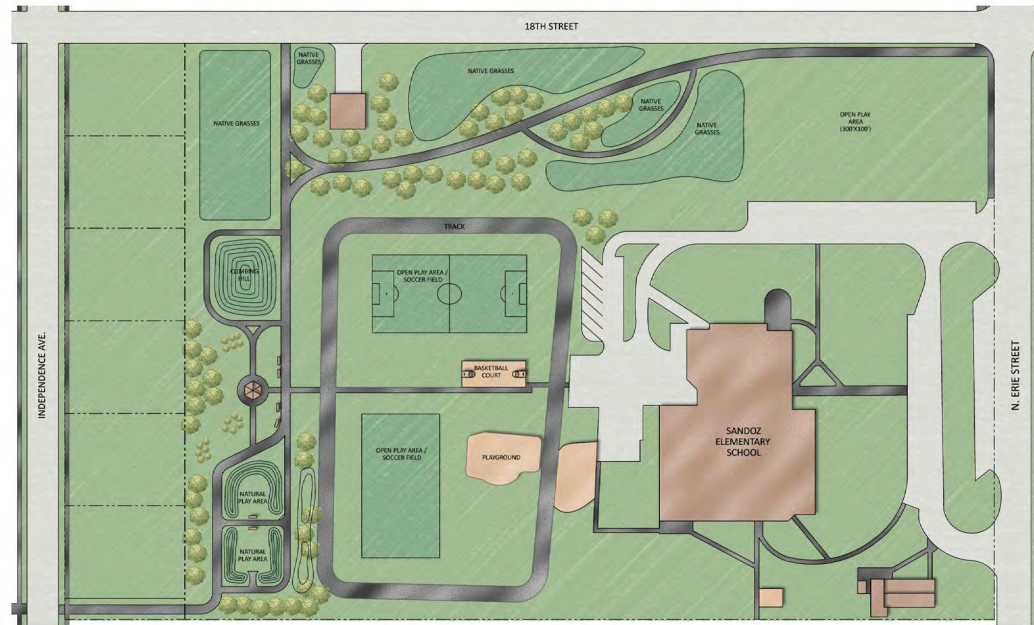 18TH STREET
NATIVE
GRASSES
NATIVE GRASSES
NATIVE
GRASSES
NATIVE
GRASSES
NATIVE GRASSES
OPEN PLAY
AREA
(300'X100')
TRACK
CLIMBING
HILL
OPEN PLAY AREA /
SOCCER FIELD
INDEPENDENCE AVE.
N. ERIE STREET
BASKETBALL
COURT
SANDOZ
ELEMENTARY
SCHOOL
OPEN PLAY AREA /
SOCCER FIELD
PLAYGROUND
NATURAL
PLAY AREA
NATURAL
PLAY AREA